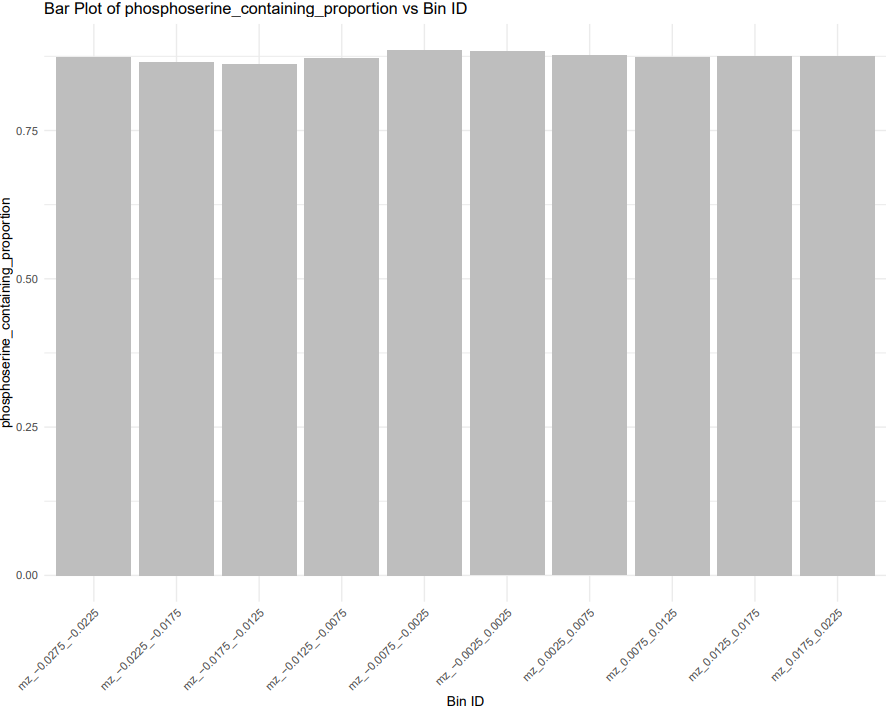 Bar Plot of phosphoserine_containing_proportion vs Bin ID
phosphoserine_containing_proportion
0.75
0.50
0.25
0.00
mz_−0.0275_−0.0225
mz_−0.0225_−0.0175
mz_−0.0175_−0.0125
mz_−0.0125_−0.0075
mz_−0.0075_−0.0025
mz_−0.0025_0.0025
mz_0.0025_0.0075
mz_0.0075_0.0125
mz_0.0125_0.0175
mz_0.0175_0.0225
Bin ID